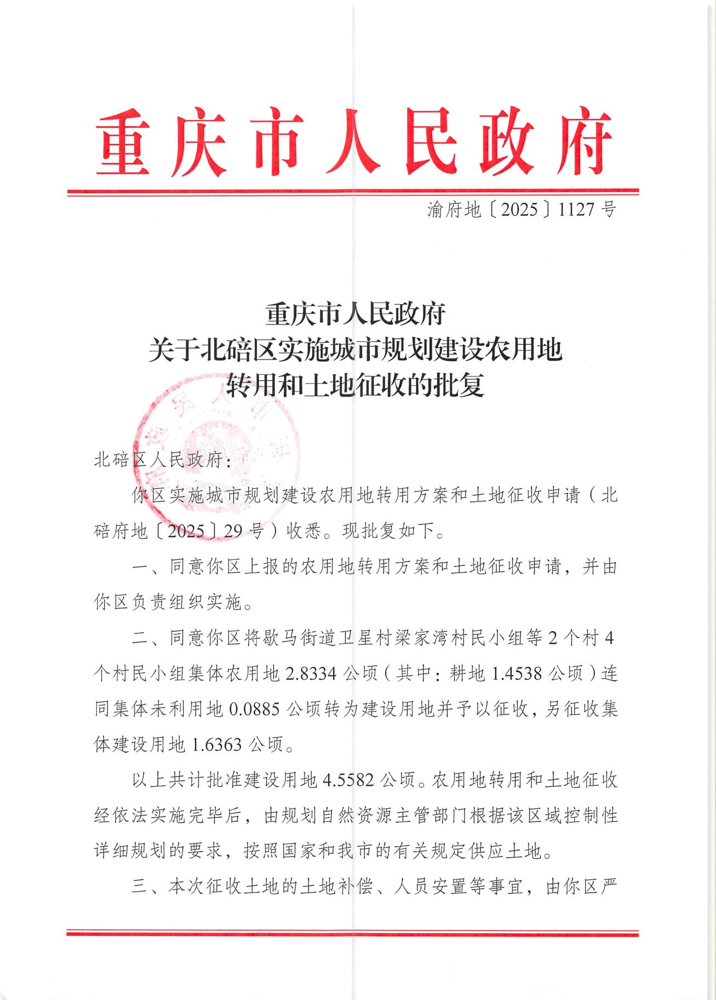 重庆市人民政府
渝府地〔2025〕1127号
重庆市人民政府
关于北碚区实施城市规划建设农用地
转用和土地征收的批复
北碚区人民政府：
你区实施城市规划建设农用地转用方案和土地征收申请（北
碚府地〔2025〕29号）收悉。现批复如下。
一、同意你区上报的农用地转用方案和土地征收申请，并由
你区负责组织实施。
二、同意你区将歇马街道卫星村梁家湾村民小组等2个村4
个村民小组集体农用地2.8334公顷（其中：耕地1.4538公顷）连
同集体未利用地0.0885公顷转为建设用地并予以征收，另征收集
体建设用地1.6363公顷。
以上共计批准建设用地4.5582公顷。农用地转用和土地征收
经依法实施完毕后，由规划自然资源主管部门根据该区域控制性
详细规划的要求，按照国家和我市的有关规定供应土地。
三、本次征收土地的土地补偿、人员安置等事宜，由你区严